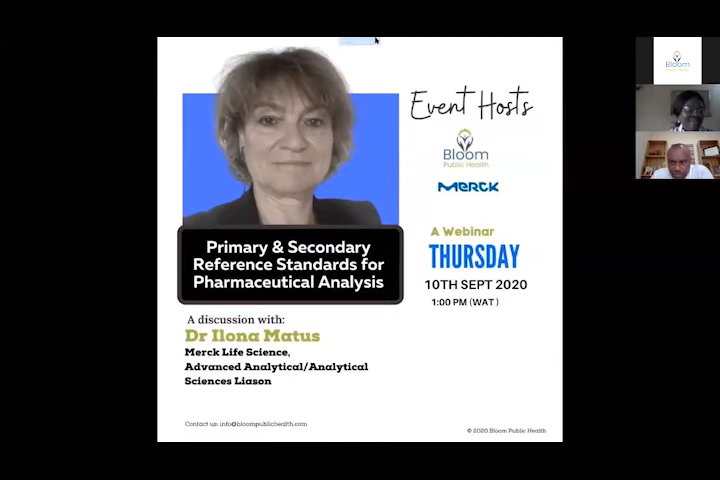 Event Hosts
Bloom
Public Health
MERCK
Primary & Secondary
Reference Standards for
Pharmaceutical Analysis
A Webinar
THURSDAY
10TH SEPT 2020
1:00 PM (WAT)
A discussion with:
Dr Ilona Matus
Merck Life Science,
Advanced Analytical/Analytical
Sciences Liason
Contact us: info@bloompublichealth.com
© 2020 Bloom Public Health
Bloom